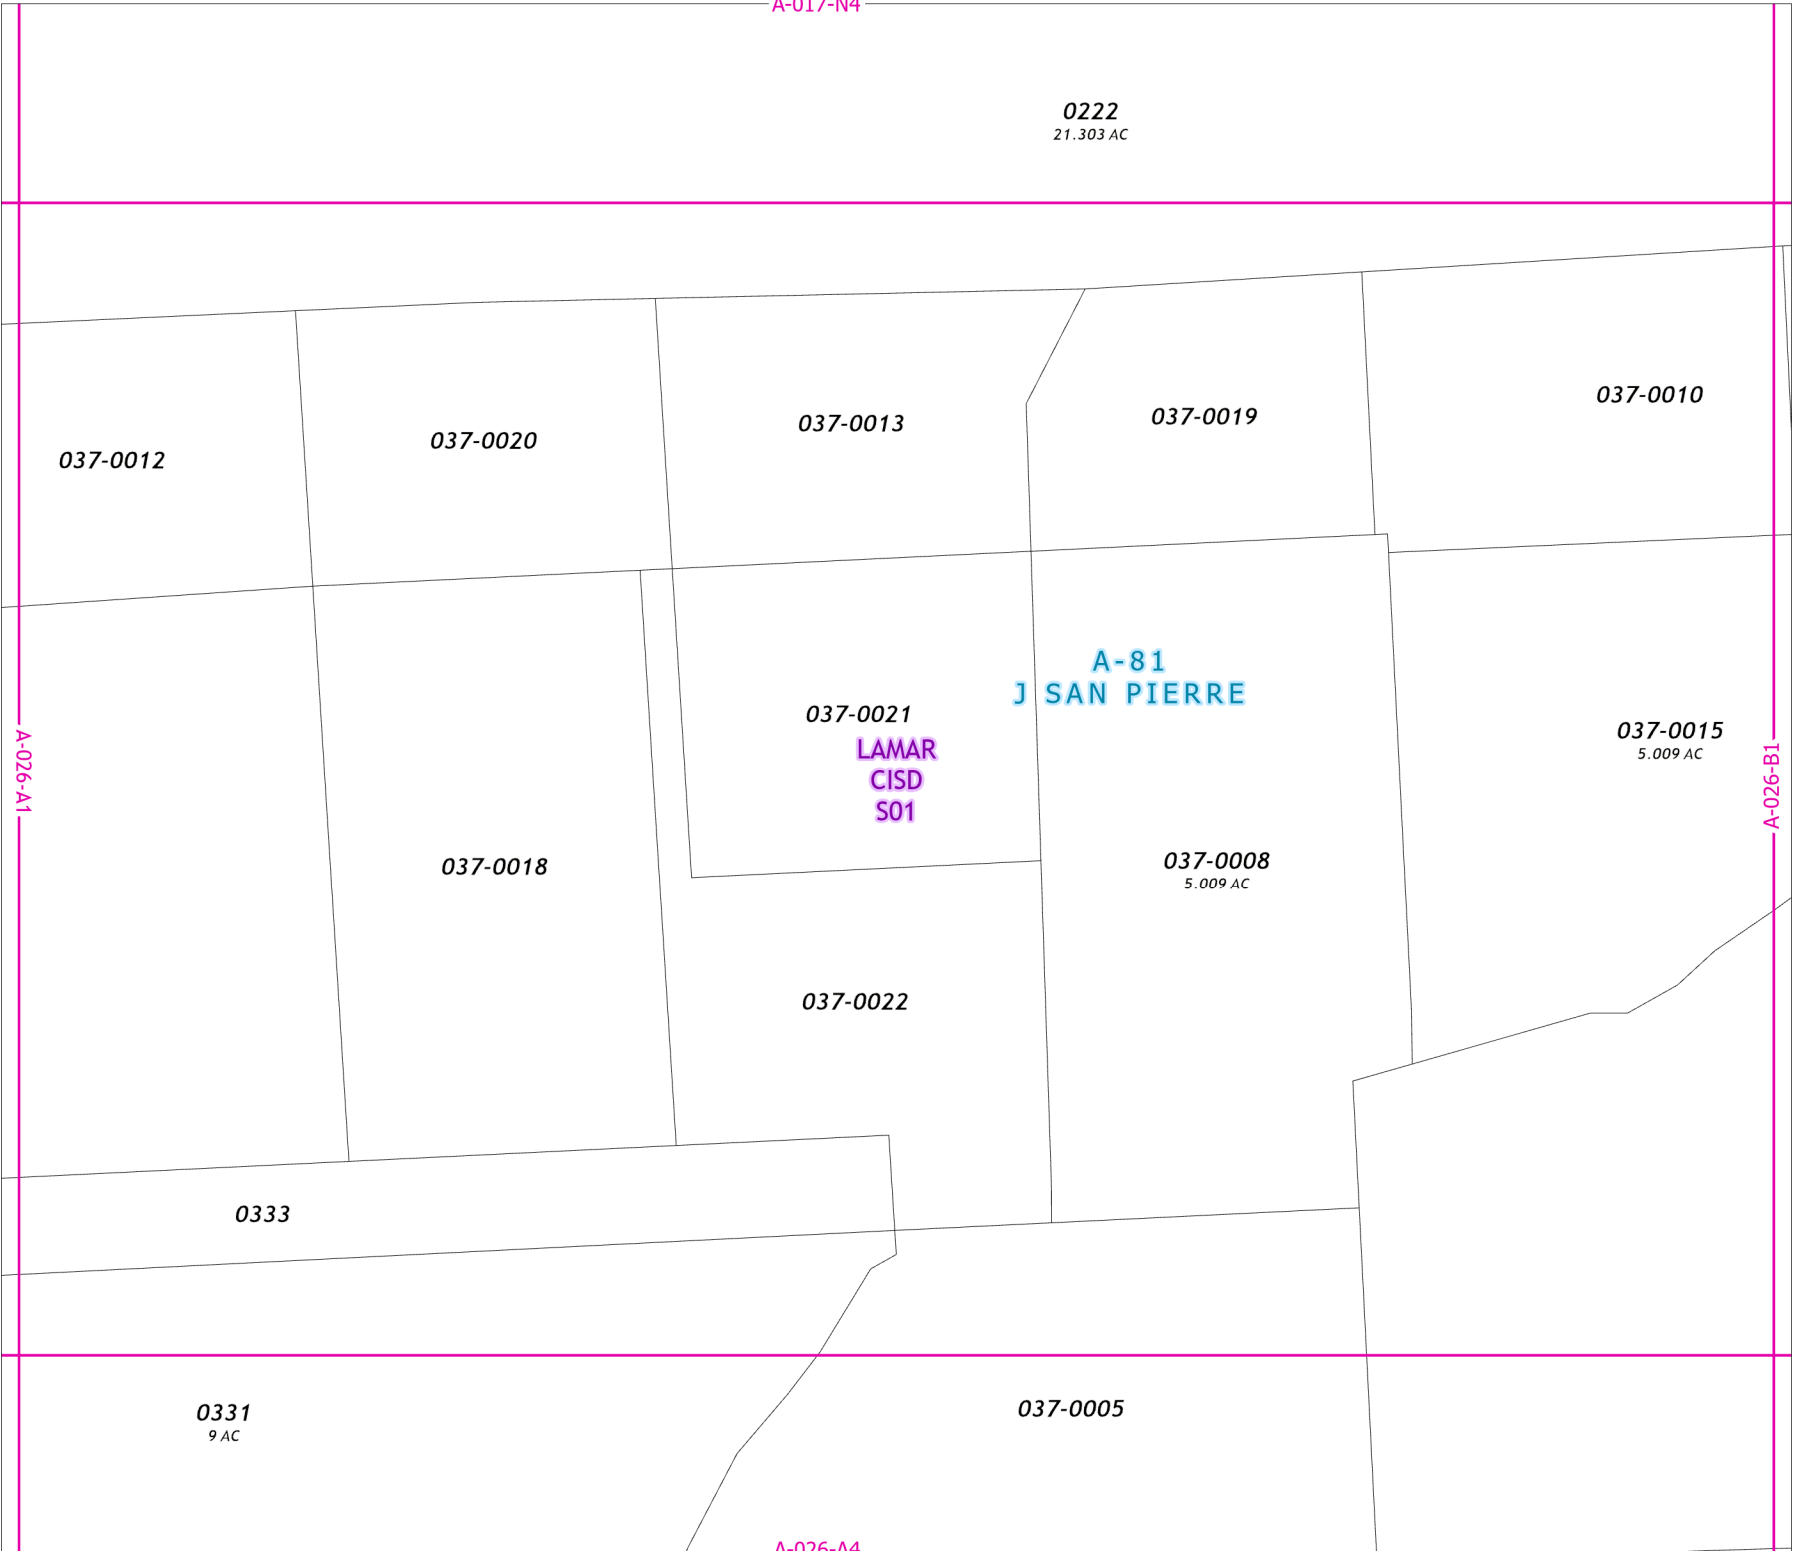 A-017-N4
0222
21.303 AC
037-0010
037-0019
037-0013
037-0020
037-0012
A-81
J SAN PIERRE
037-0021
LAMAR
CISD
S01
037-0015
5.009 AC
A-026-A1
A-026-B1
037-0018
037-0008
5.009 AC
037-0022
0333
0331
9 AC
037-0005
A-026-A4